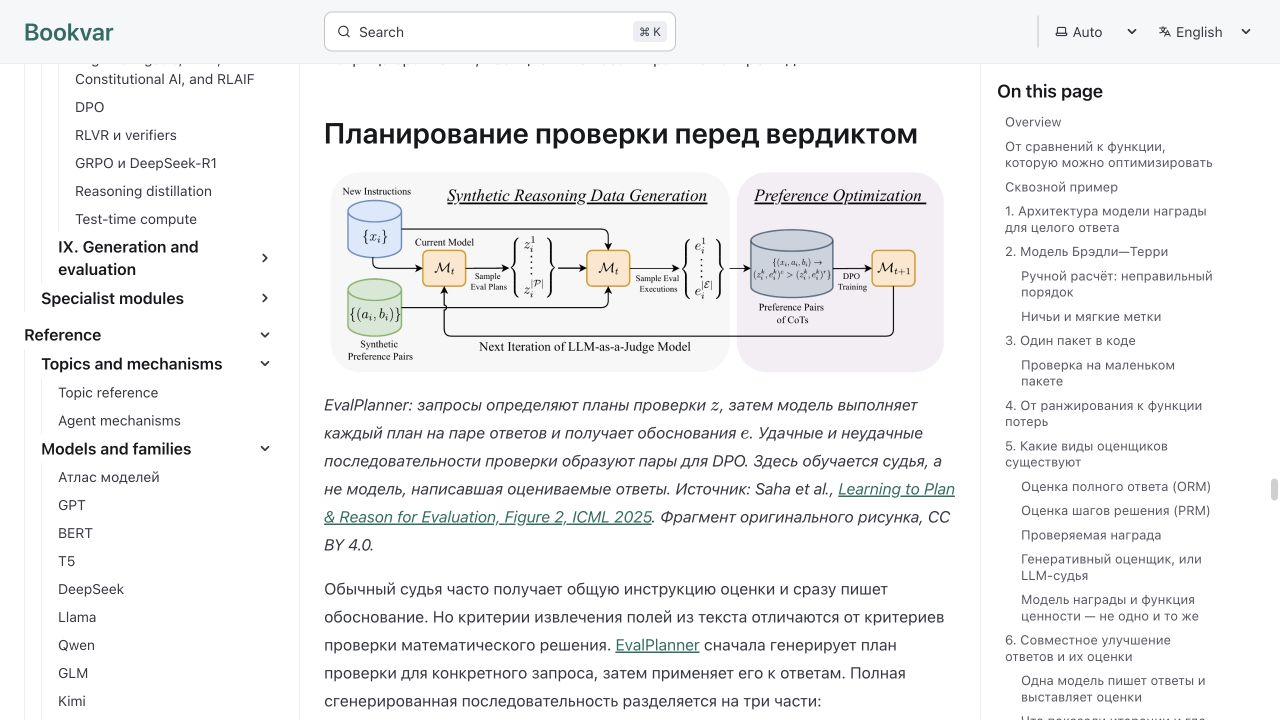 Bookvar
Search
⌘ K
Auto
English
Constitutional AI, and RLAIF
DPO
RLVR и verifiers
GRPO и DeepSeek-R1
Reasoning distillation
Test-time compute
IX. Generation and
evaluation
Specialist modules
Reference
Topics and mechanisms
Topic reference
Agent mechanisms
Models and families
Атлас моделей
GPT
BERT
T5
DeepSeek
Llama
Qwen
GLM
Kimi
Планирование проверки перед вердиктом
New Instructions
Synthetic Reasoning Data Generation
Preference Optimization
{x_i}
Current Model
M_t
Sample
Eval Plans
z_i^1
z_i^|P|
M_t
Sample Eval
Executions
e_i^1
e_i^|E|
DPO
Training
M_t+1
Preference Pairs
of CoTs
{(a_i, b_i)}
Synthetic
Preference Pairs
Next Iteration of LLM-as-a-Judge Model
EvalPlanner: запросы определяют планы проверки z, затем модель выполняет
каждый план на паре ответов и получает обоснования e. Удачные и неудачные
последовательности проверки образуют пары для DPO. Здесь обучается судья, а
не модель, написавшая оцениваемые ответы. Источник: Saha et al., Learning to Plan
& Reason for Evaluation, Figure 2, ICML 2025. Фрагмент оригинального рисунка, CC
BY 4.0.
Обычный судья часто получает общую инструкцию оценки и сразу пишет
обоснование. Но критерии извлечения полей из текста отличаются от критериев
проверки математического решения. EvalPlanner сначала генерирует план
проверки для конкретного запроса, затем применяет его к ответам. Полная
сгенерированная последовательность разделяется на три части:
On this page
Overview
От сравнений к функции,
которую можно оптимизировать
Сквозной пример
1. Архитектура модели награды
для целого ответа
2. Модель Брэдли—Терри
Ручной расчёт: неправильный
порядок
Ничьи и мягкие метки
3. Один пакет в коде
Проверка на маленьком
пакете
4. От ранжирования к функции
потерь
5. Какие виды оценщиков
существуют
Оценка полного ответа (ORM)
Оценка шагов решения (PRM)
Проверяемая награда
Генеративный оценщик, или
LLM-судья
Модель награды и функция
ценности — не одно и то же
6. Совместное улучшение
ответов и их оценки
Одна модель пишет ответы и
выставляет оценки